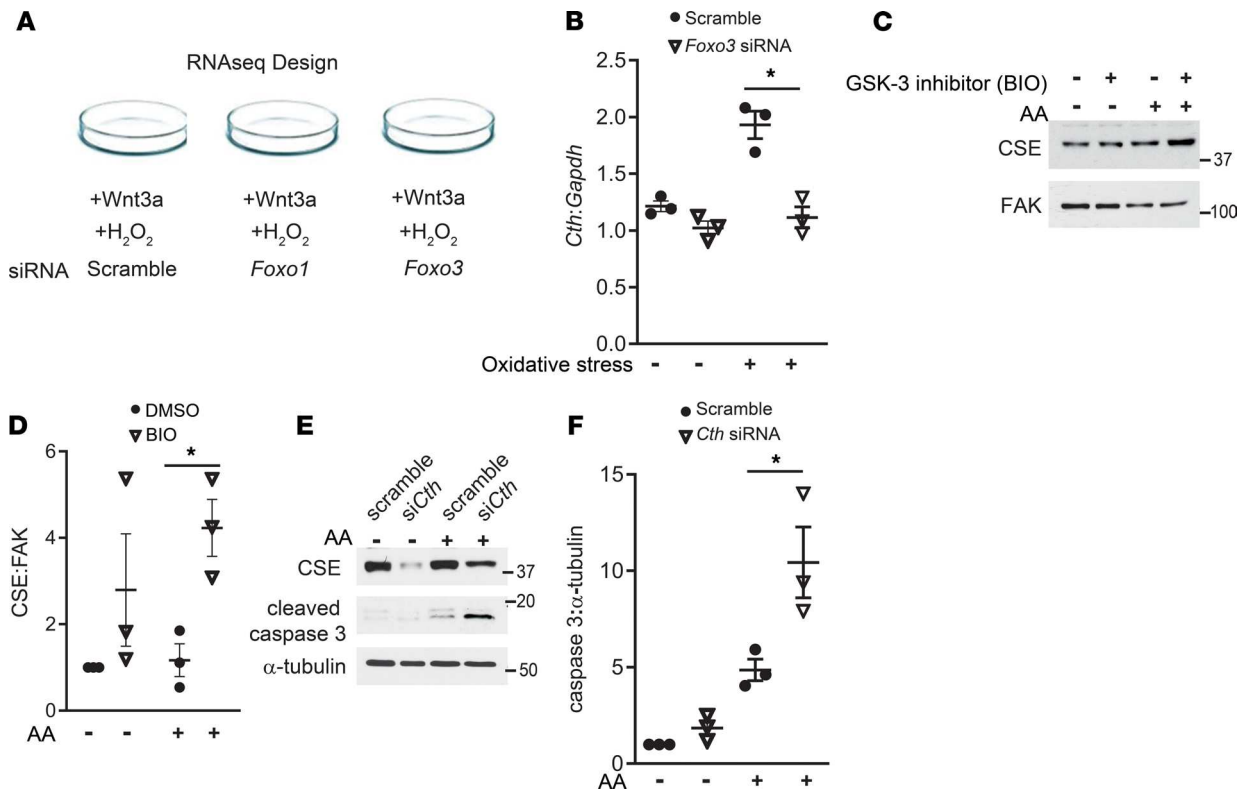 A
RNAseq Design
+Wnt3a +Wnt3a +Wnt3a
+H₂O₂ +H₂O₂ +H₂O₂
siRNA Scramble Foxo1 Foxo3
B
Scramble
Foxo3 siRNA
*
Cth:Gapdh
2.5
2.0
1.5
1.0
0.5
0.0
Oxidative stress - - + +
C
GSK-3 inhibitor (BIO) - + - +
AA - - + +
CSE
37
FAK
100
D
DMSO
BIO
*
CSE:FAK
6
4
2
0
AA - - + +
E
scramble siCth scramble siCth
AA - - + +
CSE
37
cleaved
caspase 3
20
α-tubulin
50
F
Scramble
Cth siRNA
*
caspase 3:α-tubulin
15
10
5
0
AA - - + +